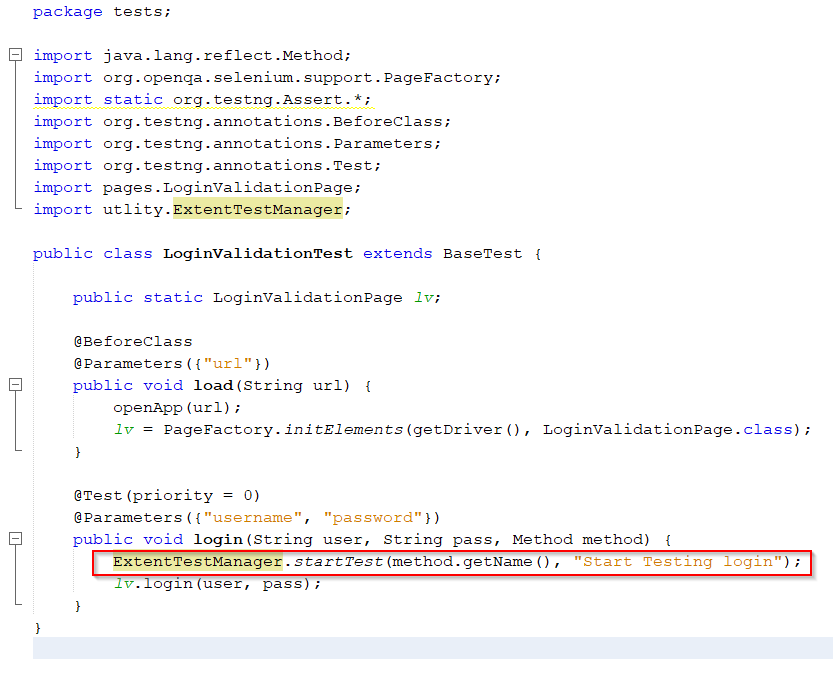 package tests;
import java.lang.reflect.Method;
import org.openqa.selenium.support.PageFactory;
import static org.testng.Assert.*;
import org.testng.annotations.BeforeClass;
import org.testng.annotations.Parameters;
import org.testng.annotations.Test;
import pages.LoginValidationPage;
import utlity.ExtentTestManager;
public class LoginValidationTest extends BaseTest {
    public static LoginValidationPage lv;
    @BeforeClass
    @Parameters({"url"})
    public void load(String url) {
        openApp(url);
        lv = PageFactory.initElements(getDriver(), LoginValidationPage.class);
    }
    @Test(priority = 0)
    @Parameters({"username", "password"})
    public void login(String user, String pass, Method method) {
        ExtentTestManager.startTest(method.getName(), "Start Testing login");
        lv.login(user, pass);
    }
}